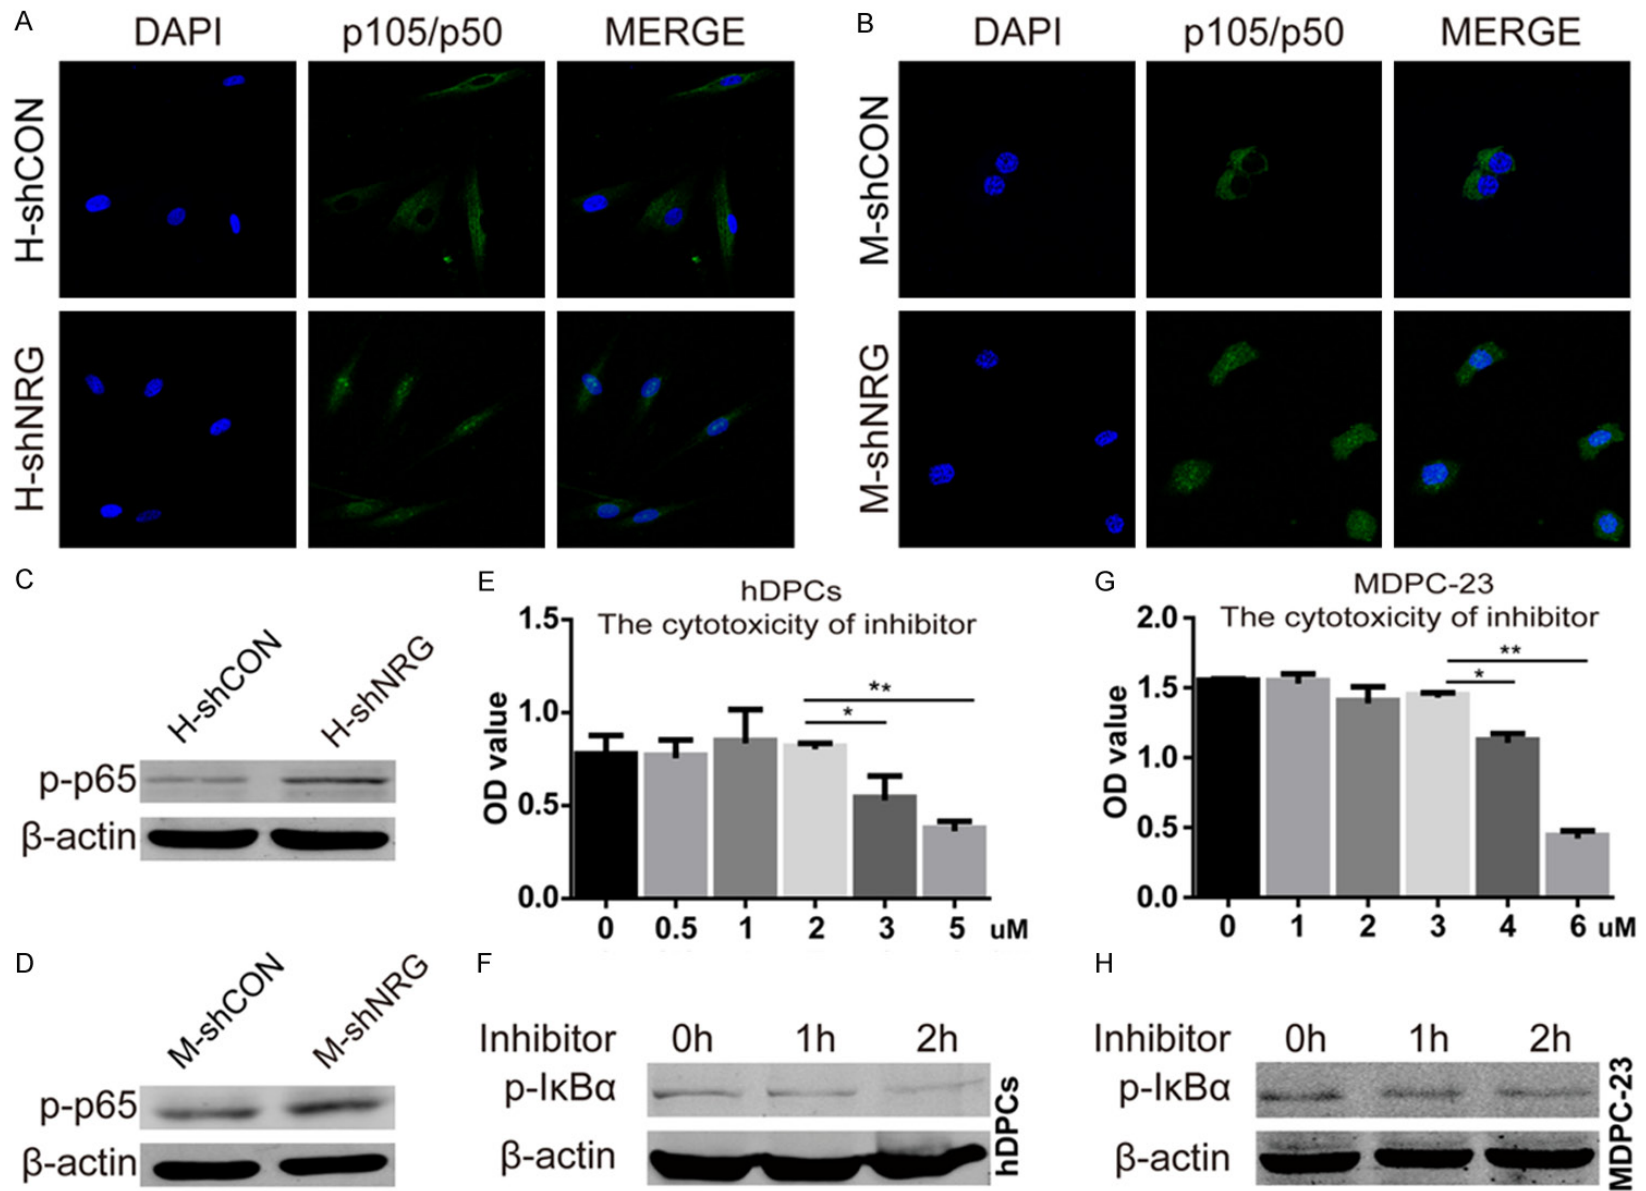 A
DAPI p105/p50 MERGE
H-shCON
H-shNRG
B
DAPI p105/p50 MERGE
M-shCON
M-shNRG
C
H-shCON H-shNRG
p-p65
β-actin
D
M-shCON M-shNRG
p-p65
β-actin
E
hDPCs
The cytotoxicity of inhibitor
OD value
1.5
1.0
0.5
0.0
**
*
0 0.5 1 2 3 5 uM
F
Inhibitor 0h 1h 2h
p-IκBα
β-actin
hDPCs
G
MDPC-23
The cytotoxicity of inhibitor
OD value
2.0
1.5
1.0
0.5
0.0
**
*
0 1 2 3 4 6 uM
H
Inhibitor 0h 1h 2h
p-IκBα
β-actin
MDPC-23